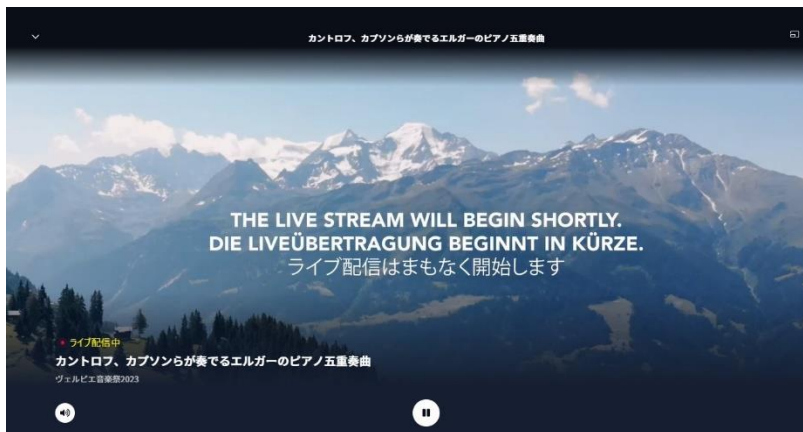 カントロフ、カプソンらが奏でるエルガーのピアノ五重奏曲
THE LIVE STREAM WILL BEGIN SHORTLY.
DIE LIVEÜBERTRAGUNG BEGINNT IN KÜRZE.
ライブ配信はまもなく開始します
ライブ配信中
カントロフ、カプソンらが奏でるエルガーのピアノ五重奏曲
ヴェルビエ音楽祭2023